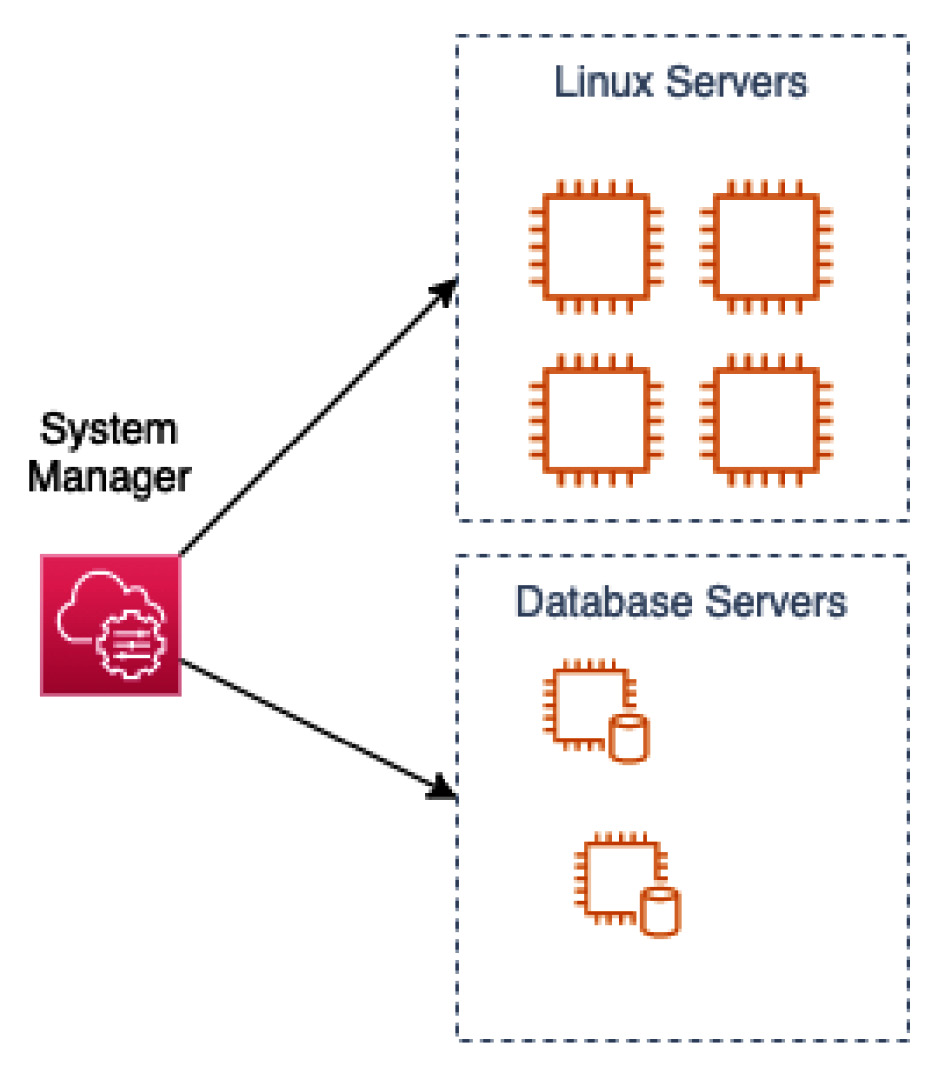 Linux Servers
System
Manager
Database Servers